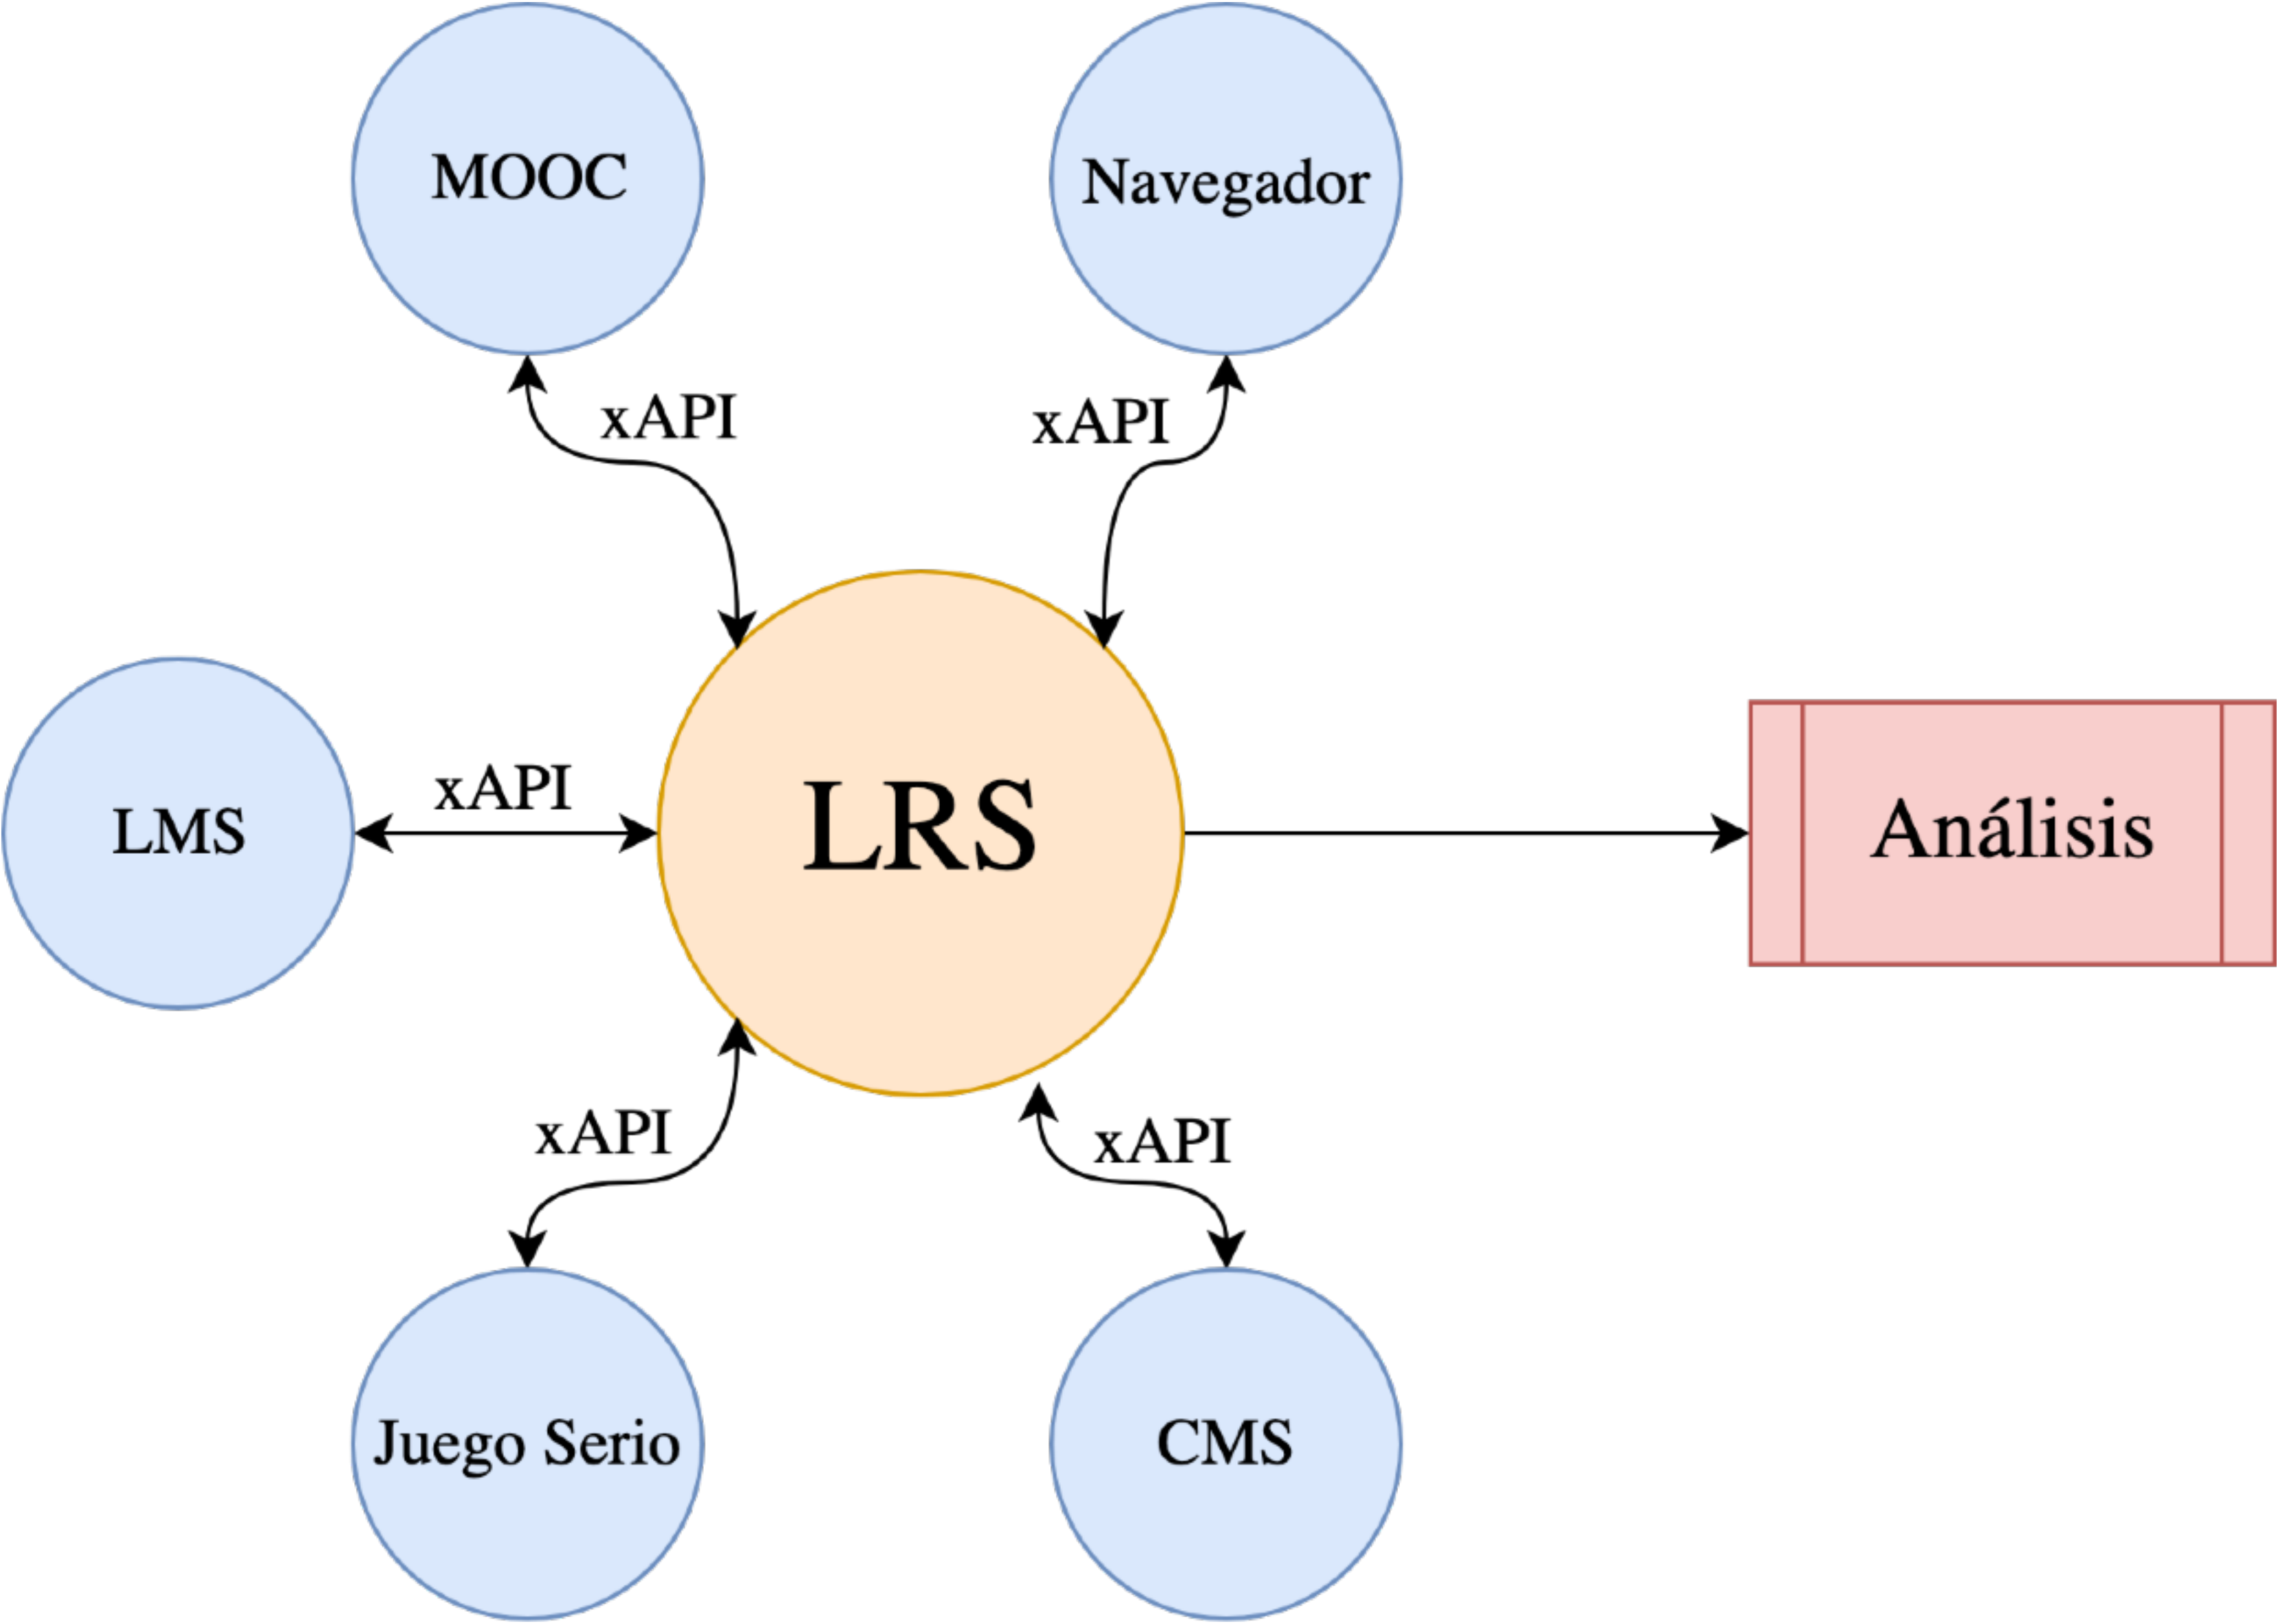 MOOC
Navegador
xAPI
xAPI
LMS
xAPI
LRS
Análisis
xAPI
xAPI
Juego Serio
CMS